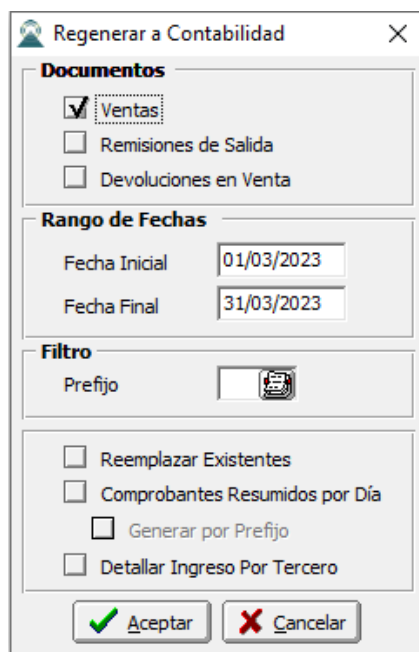 Regenerar a Contabilidad
Documentos
Ventas
Remisiones de Salida
Devoluciones en Venta
Rango de Fechas
Fecha Inicial 01/03/2023
Fecha Final 31/03/2023
Filtro
Prefijo
Reemplazar Existentes
Comprobantes Resumidos por Día
Generar por Prefijo
Detallar Ingreso Por Tercero
Aceptar Cancelar